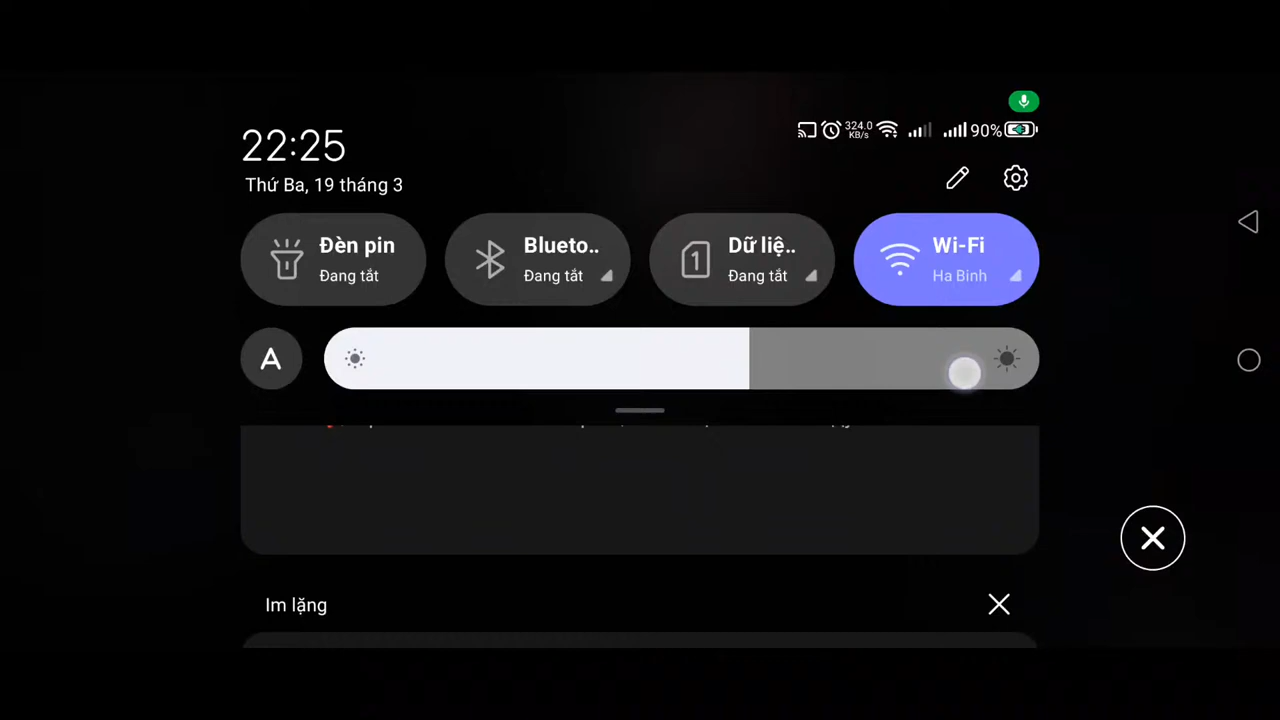 324.0
KB/s
90%
22:25
Thứ Ba, 19 tháng 3
Đèn pin
Đang tắt
Blueto..
Đang tắt
1
Dữ liệ..
Đang tắt
Wi-Fi
Ha Binh
A
Im lặng